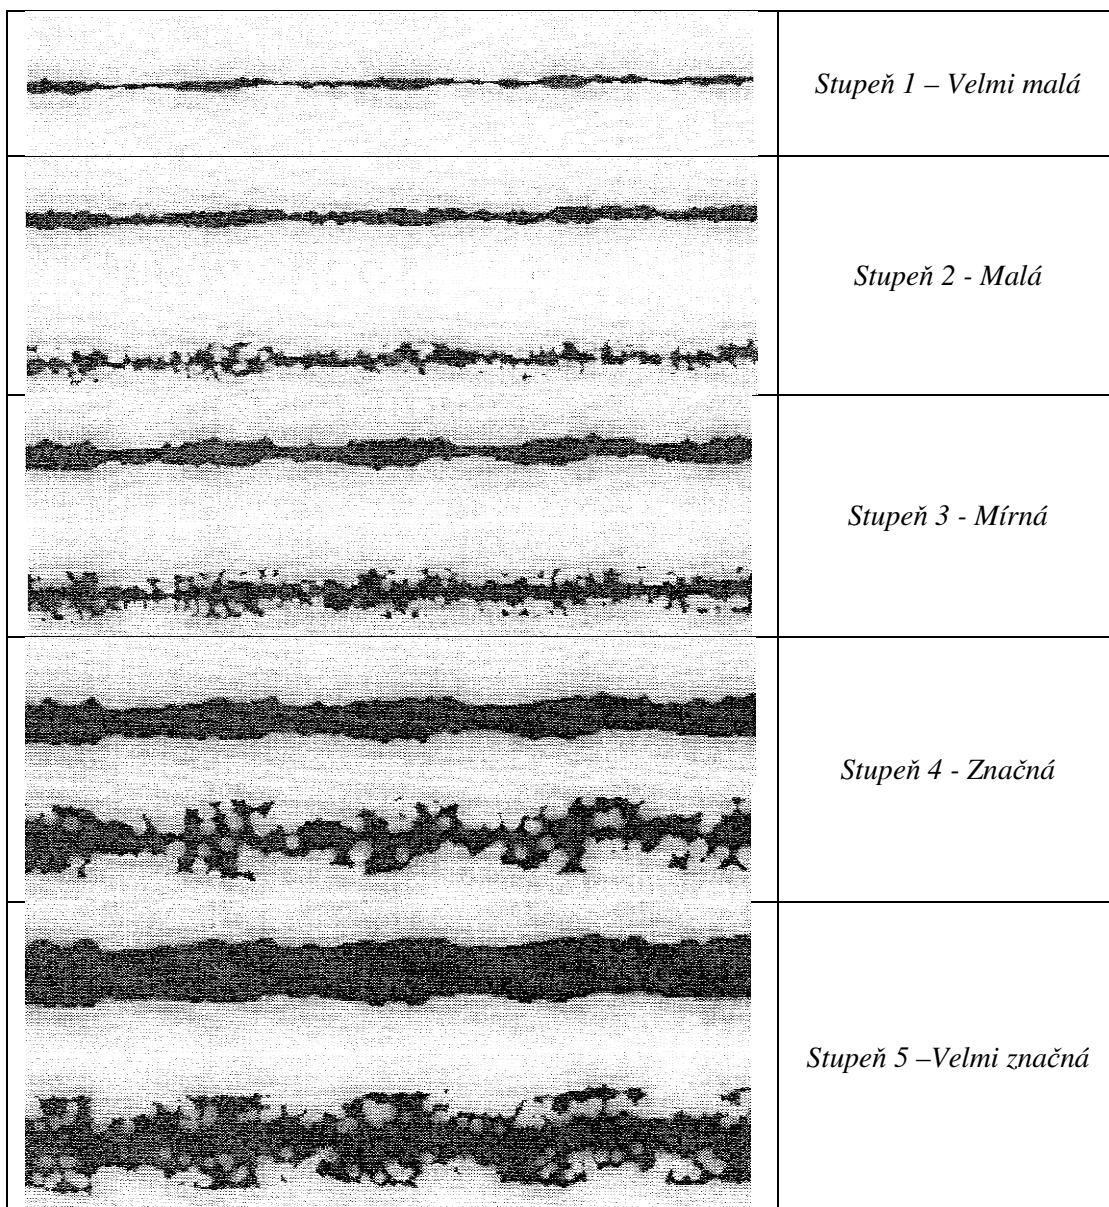 Stupeň 1 – Velmi malá
Stupeň 2 - Malá
Stupeň 3 - Mírná
Stupeň 4 - Značná
Stupeň 5 –Velmi značná